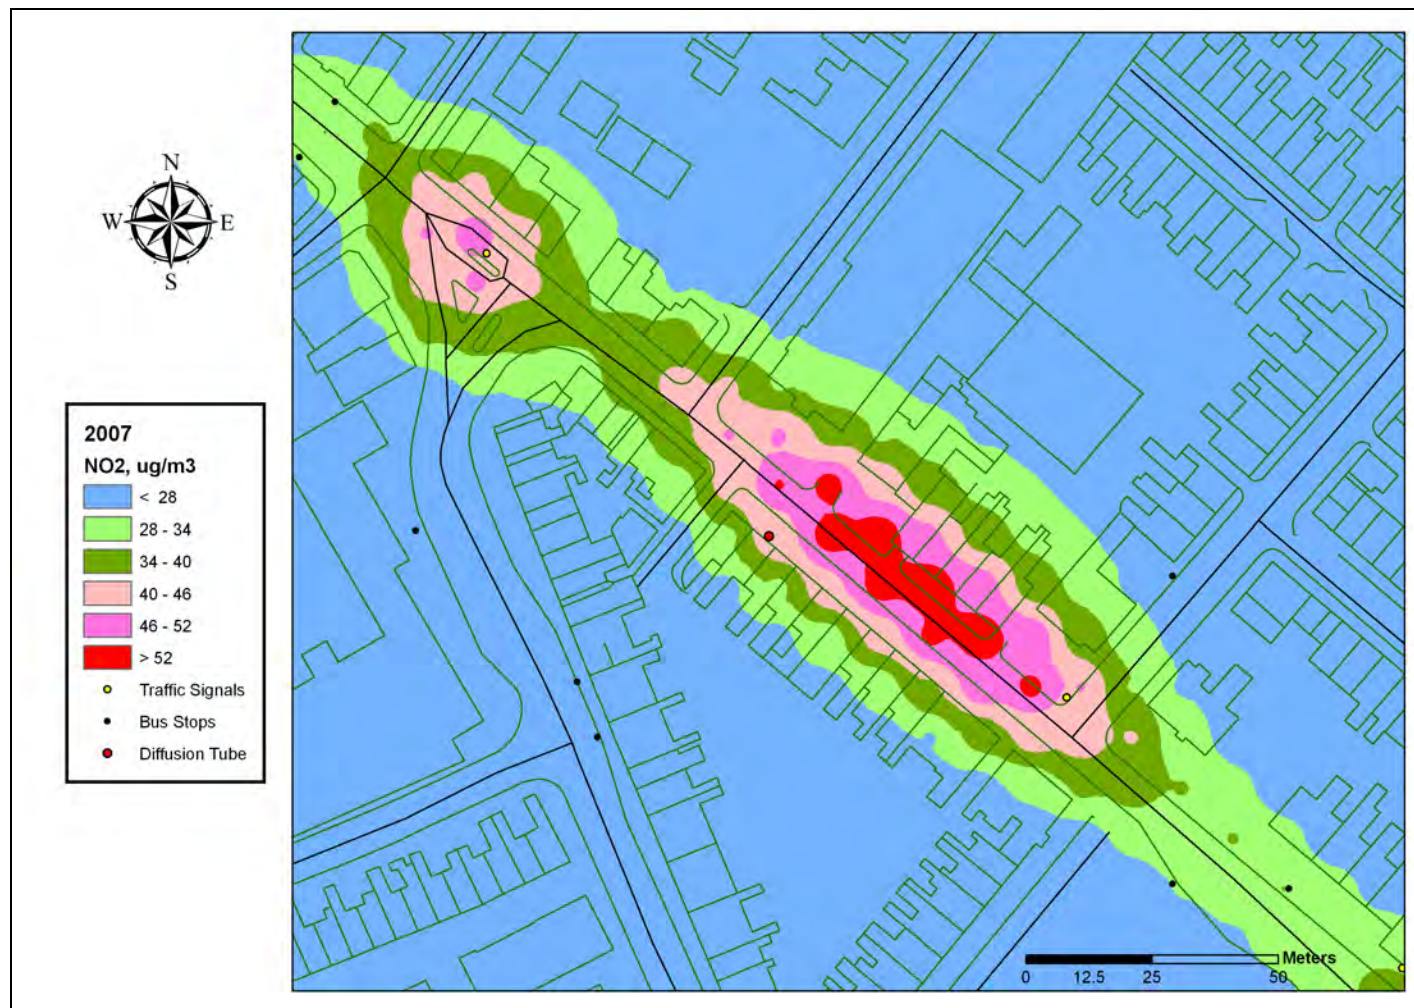 N
W E
S
2007
NO2, ug/m3
< 28
28 - 34
34 - 40
40 - 46
46 - 52
> 52
Traffic Signals
Bus Stops
Diffusion Tube
Meters
0 12.5 25 50